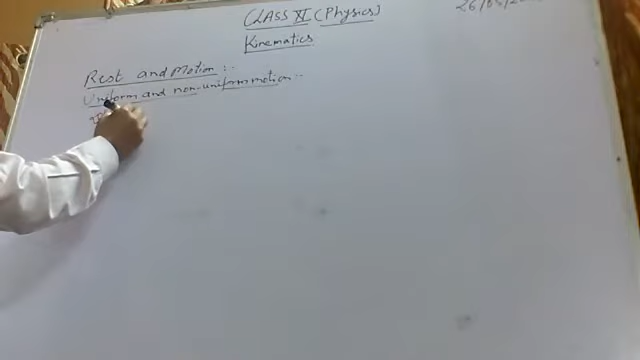 CLASS XI (Physics)
Kinematics
Rest and Motion :-
Uniform and non-uniform motion :-